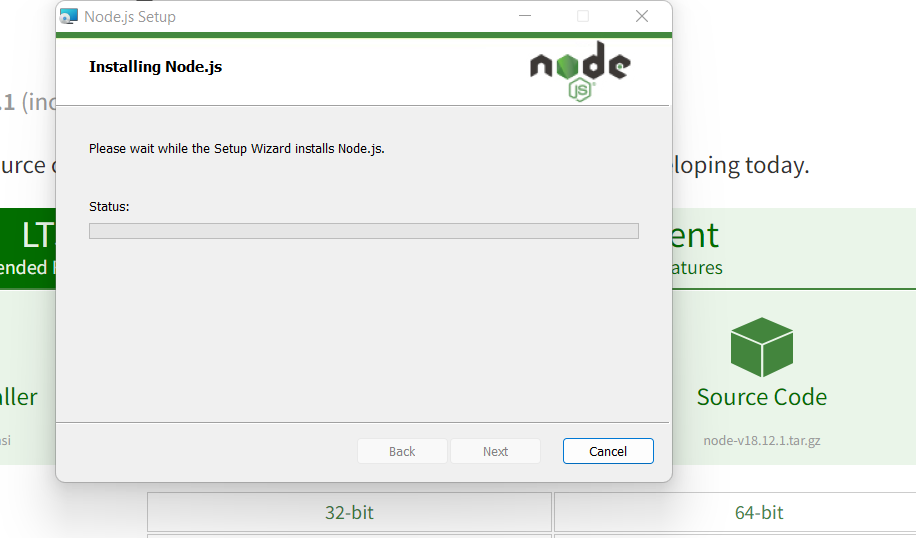 Node.js Setup
Installing Node.js
node
JS
.1 (inc
Please wait while the Setup Wizard installs Node.js.
urce
loping today.
Status:
LT
ent
ended
atures
ller
Source Code
si
node-v18.12.1.tar.gz
Back
Next
Cancel
32-bit
64-bit